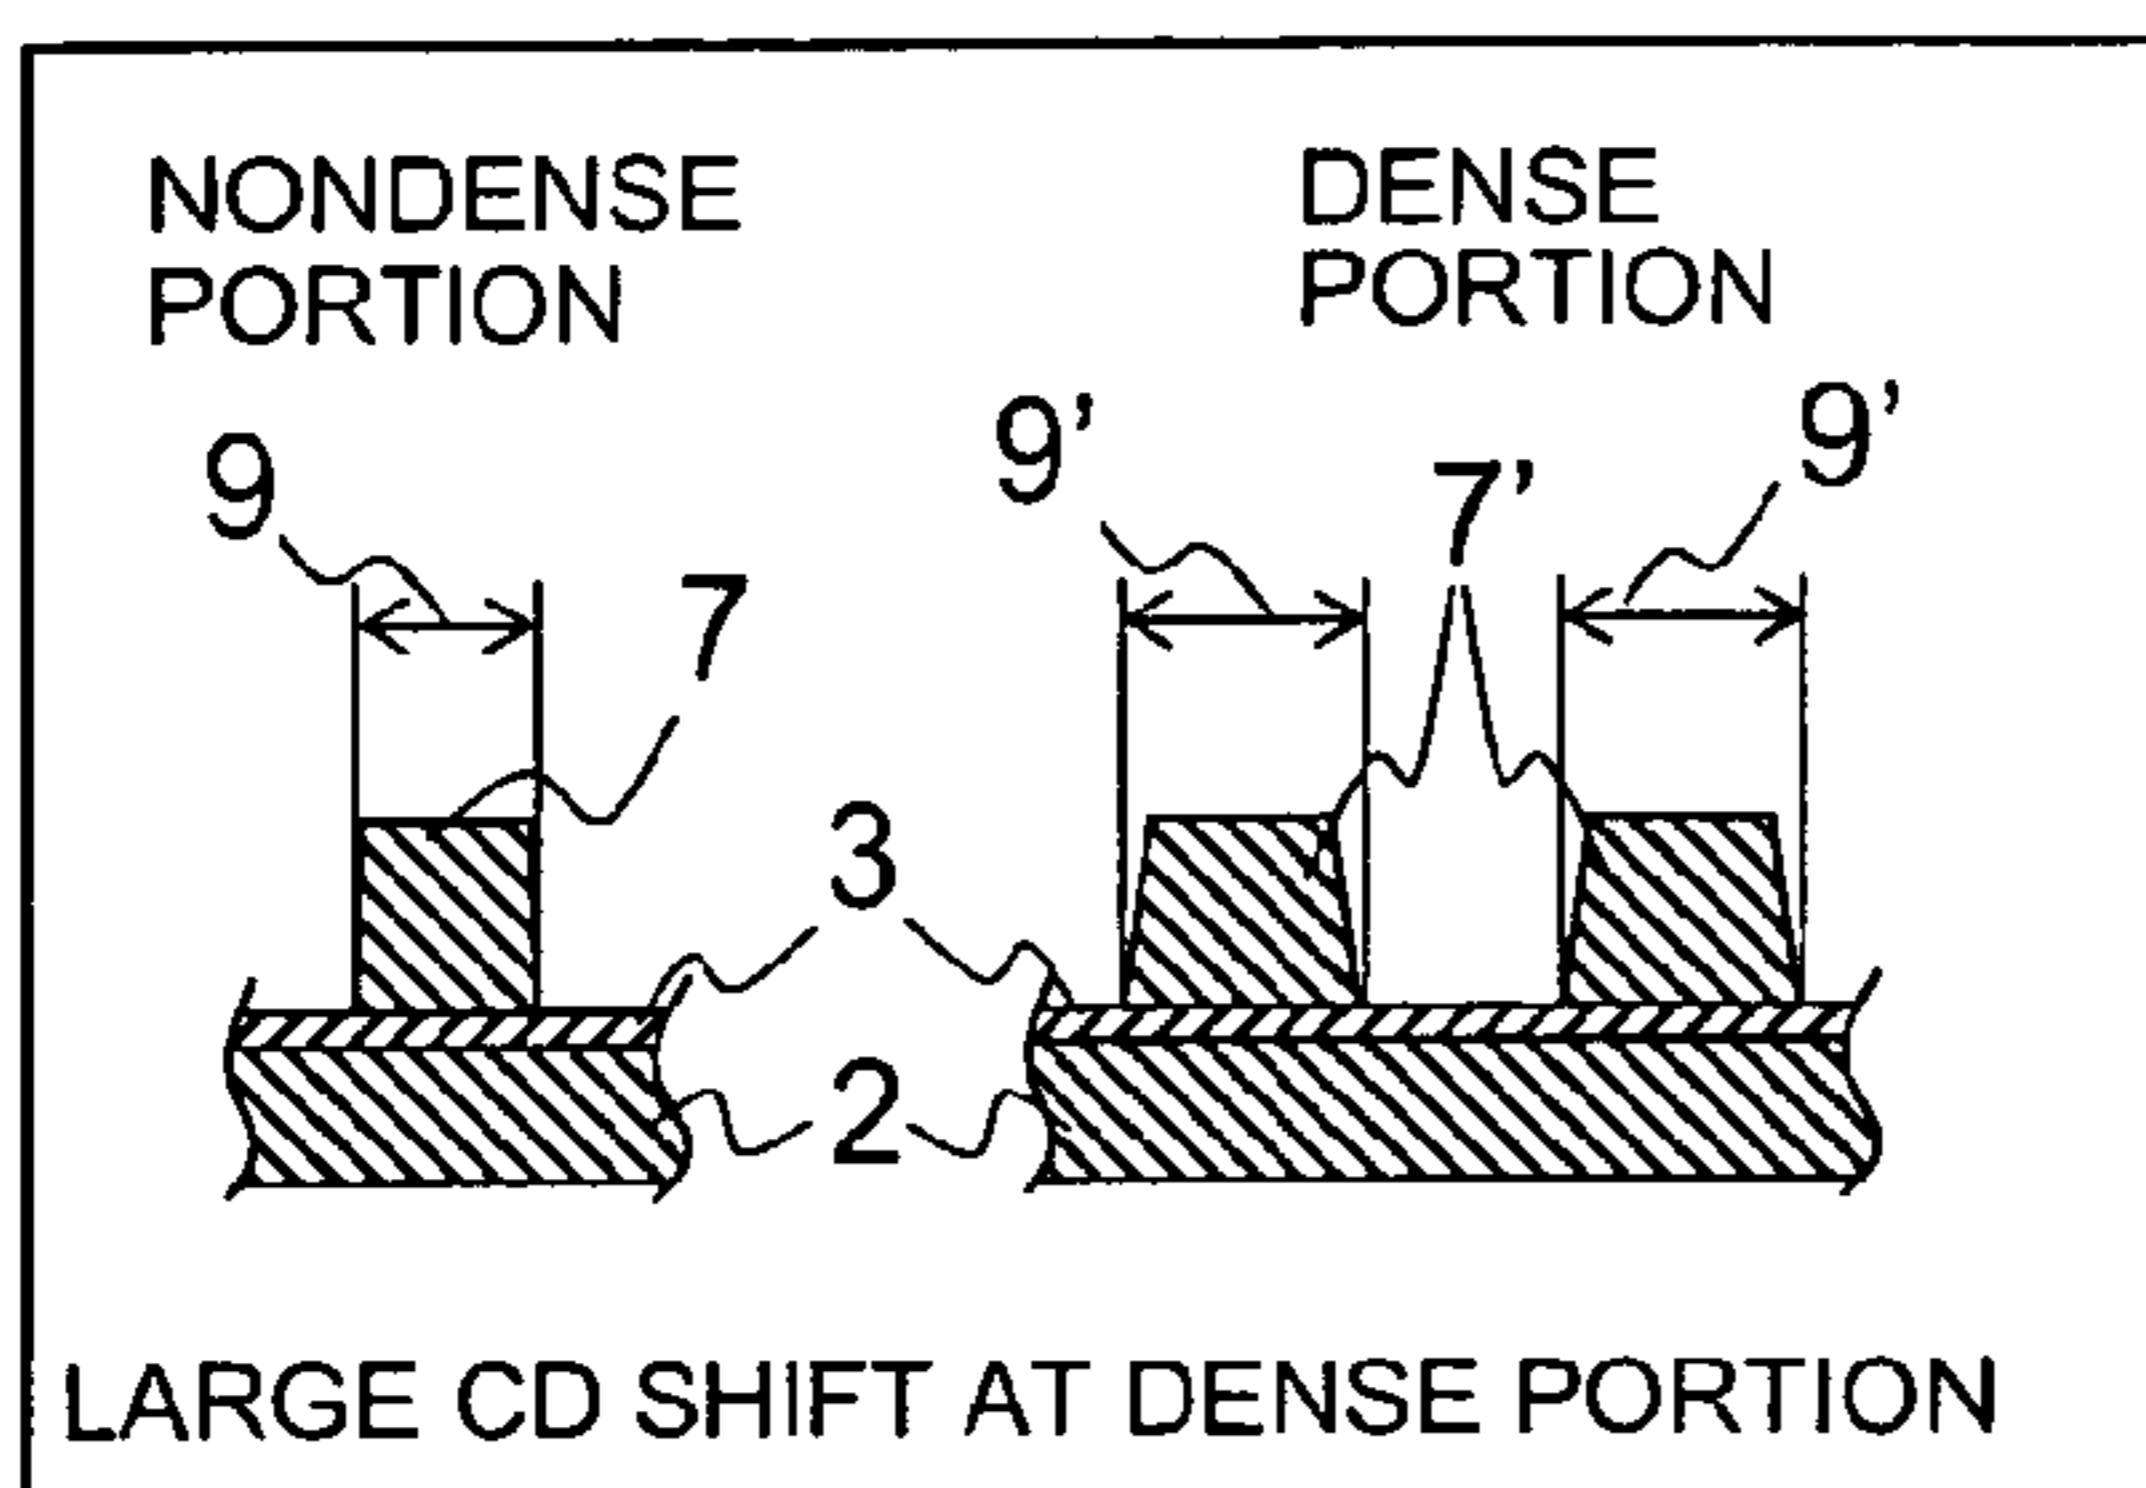 NONDENSE
PORTION
DENSE
PORTION
9
7
9'
7'
9'
3
2
LARGE CD SHIFT AT DENSE PORTION